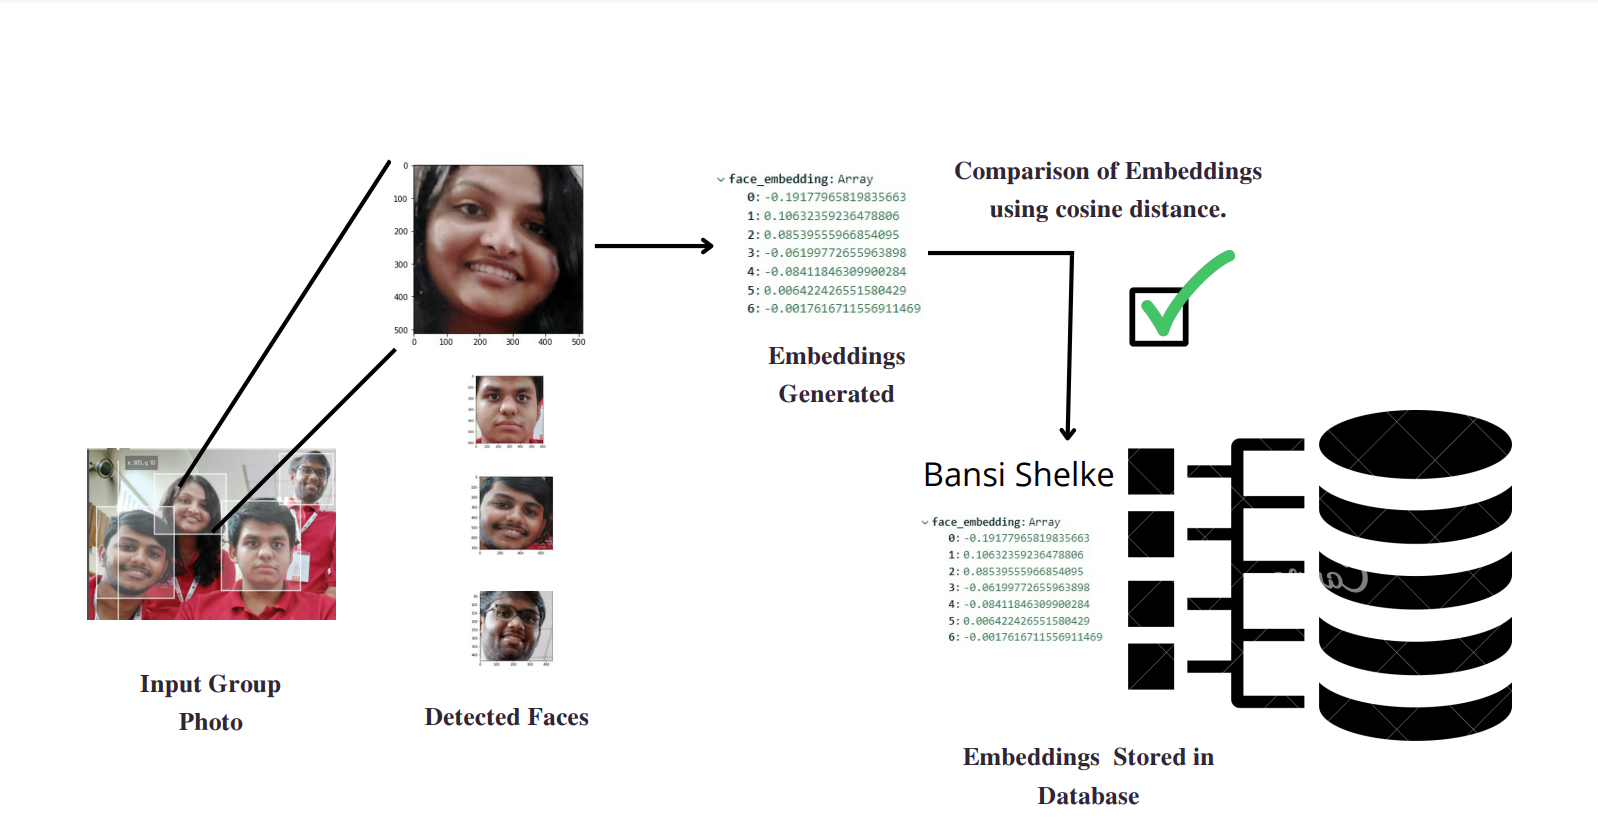 Comparison of Embeddings
using cosine distance.
face_embedding: Array
0: -0.19177965819835663
1: 0.10632359236478806
2: 0.08539555966854095
3: -0.06199772655963898
4: -0.08411846309900284
5: 0.006422426551580429
6: -0.0017616711556911469
Embeddings
Generated
0
100
200
300
400
500
0 100 200 300 400 500
x: 305, y: 10
Input Group
Photo
Detected Faces
Bansi Shelke
face_embedding: Array
0: -0.19177965819835663
1: 0.10632359236478806
2: 0.08539555966854095
3: -0.06199772655963898
4: -0.08411846309900284
5: 0.006422426551580429
6: -0.0017616711556911469
Embeddings Stored in
Database